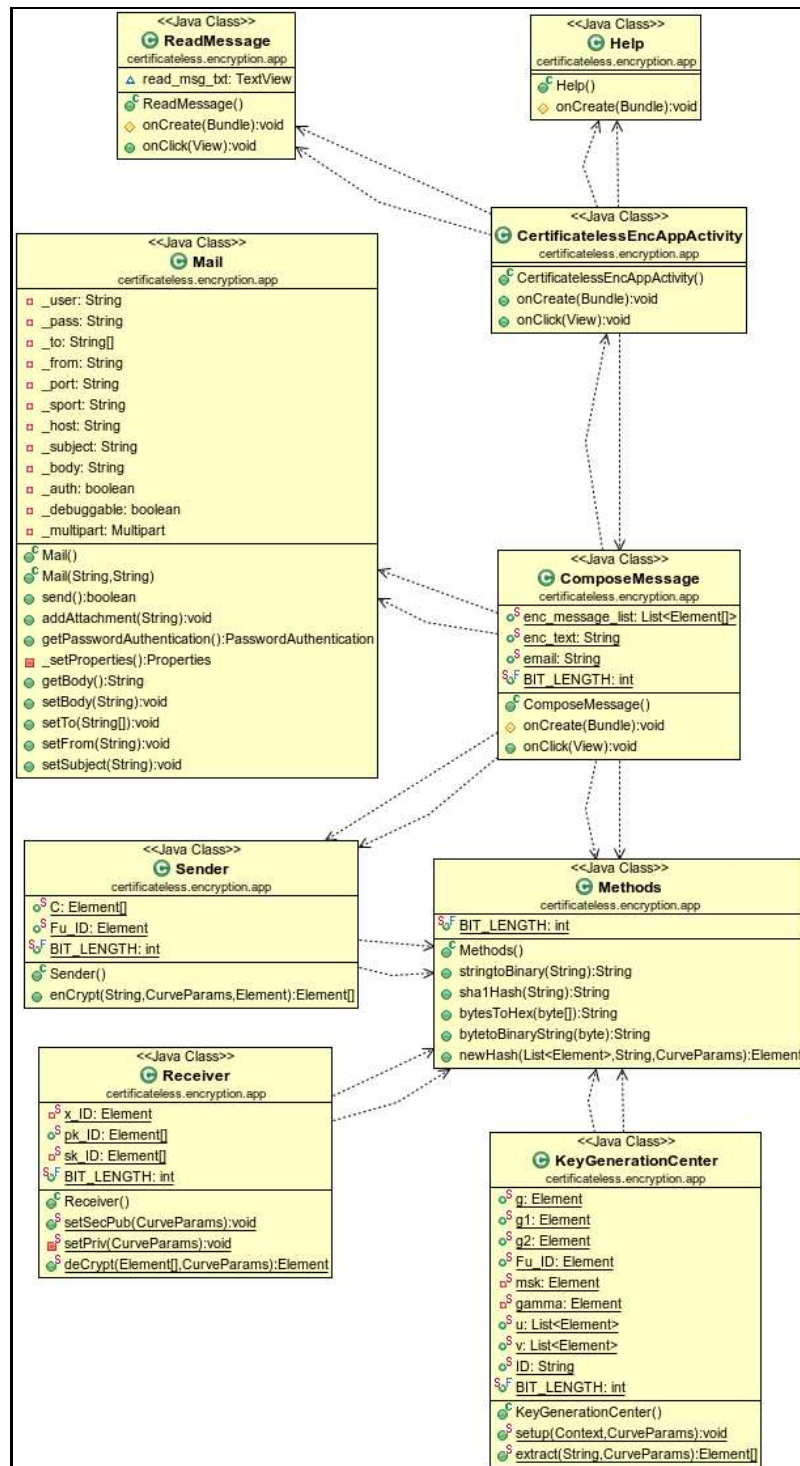 <<Java Class>>
ReadMessage
certificateless.encryption.app
read_msg_txt: TextView
ReadMessage()
onCreate(Bundle):void
onClick(View):void
<<Java Class>>
Help
certificateless.encryption.app
Help()
onCreate(Bundle):void
<<Java Class>>
CertificatelessEncAppActivity
certificateless.encryption.app
CertificatelessEncAppActivity()
onCreate(Bundle):void
onClick(View):void
<<Java Class>>
Mail
certificateless.encryption.app
_user: String
_pass: String
_to: String[]
_from: String
_port: String
_sport: String
_host: String
_subject: String
_body: String
_auth: boolean
_debuggable: boolean
_multipart: Multipart
Mail()
Mail(String,String)
send():boolean
addAttachment(String):void
getPasswordAuthentication():PasswordAuthentication
_setProperties():Properties
getBody():String
setBody(String):void
setTo(String[]):void
setFrom(String):void
setSubject(String):void
<<Java Class>>
ComposeMessage
certificateless.encryption.app
enc_message_list: List<Element[]>
enc_text: String
email: String
BIT_LENGTH: int
ComposeMessage()
onCreate(Bundle):void
onClick(View):void
<<Java Class>>
Sender
certificateless.encryption.app
C: Element[]
Fu_ID: Element
BIT_LENGTH: int
Sender()
enCrypt(String,CurveParams,Element):Element[]
<<Java Class>>
Methods
certificateless.encryption.app
BIT_LENGTH: int
Methods()
stringtoBinary(String):String
sha1Hash(String):String
bytesToHex(byte[]):String
bytetoBinaryString(byte):String
newHash(List<Element>,String,CurveParams):Element
<<Java Class>>
Receiver
certificateless.encryption.app
x_ID: Element
pk_ID: Element[]
sk_ID: Element[]
BIT_LENGTH: int
Receiver()
setSecPub(CurveParams):void
setPriv(CurveParams):void
deCrypt(Element[],CurveParams):Element
<<Java Class>>
KeyGenerationCenter
certificateless.encryption.app
g: Element
g1: Element
g2: Element
Fu_ID: Element
msk: Element
gamma: Element
u: List<Element>
v: List<Element>
ID: String
BIT_LENGTH: int
KeyGenerationCenter()
setup(Context,CurveParams):void
extract(String,CurveParams):Element[]